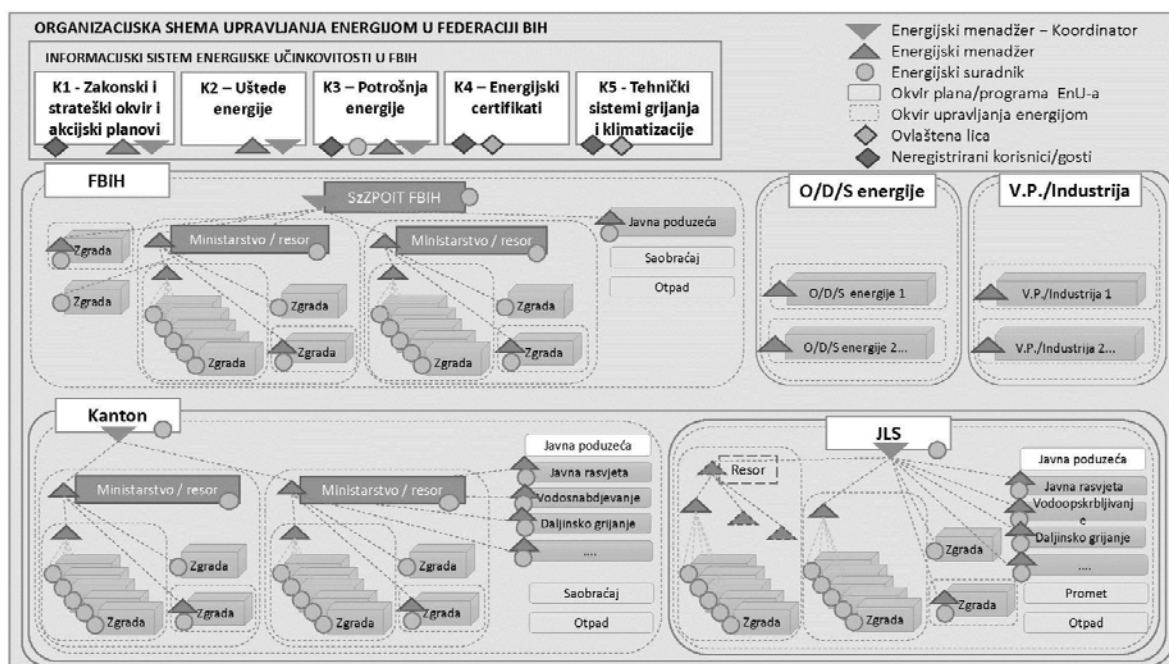 ORGANIZACIJSKA SHEMA UPRAVLJANJA ENERGIJOM U FEDERACIJI BIH
INFORMACIJSKI SISTEM ENERGIJSKE UČINKOVITOSTI U FBIH
K1 - Zakonski i
strateški okvir i
akcijski planovi
K2 – Uštede
energije
K3 – Potrošnja
energije
K4 – Energijski
certifikati
K5 - Tehnički
sistemi grijanja
i klimatizacije
Energijski menadžer – Koordinator
Energijski menadžer
Energijski suradnik
Okvir plana/programa EnU-a
Okvir upravljanja energijom
Ovlaštena lica
Neregistrirani korisnici/gosti
FBiH
SzZPOIT FBIH
Zgrada
Zgrada
Ministarstvo / resor
Zgrada
Zgrada
Zgrada
Ministarstvo / resor
Zgrada
Zgrada
Zgrada
Javna poduzeća
Saobraćaj
Otpad
O/D/S energije
O/D/S energije 1
O/D/S energije 2...
V.P./Industrija
V.P./Industrija 1
V.P./Industrija 2...
Kanton
Ministarstvo / resor
Zgrada
Zgrada
Zgrada
Ministarstvo / resor
Zgrada
Zgrada
Zgrada
Javna poduzeća
Javna rasvjeta
Vodosnabdjevanje
Daljinsko grijanje
....
Saobraćaj
Otpad
JLS
Resor
Zgrada
Zgrada
Zgrada
Zgrada
Javna poduzeća
Javna rasvjeta
Vodoopskrbljivanj
e
Daljinsko grijanje
....
Promet
Otpad